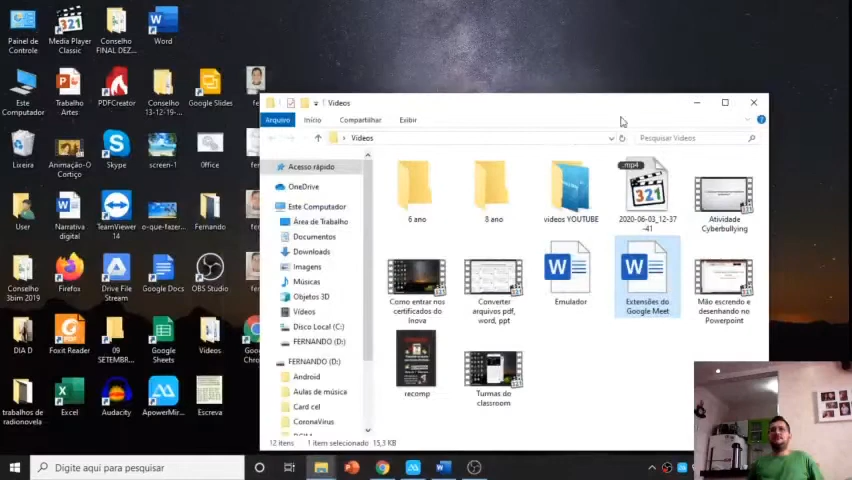 Painel de
Controle
Media Player
Classic
Conselho
FINAL DEZ...
Word
Este
Computador
Trabalho
Artes
PDFCreator
Conselho
13-12-19-...
Google Slides
Lixeira
Animação-O
Cortiço
Skype
screen-1
Office
User
Narrativa
digital
TeamViewer
14
o-que-fazer...
Fernando
Conselho
3bim 2019
Firefox
Drive File
Stream
Google Docs
OBS Studio
DIA D
Foxit Reader
09
SETEMBR...
Google
Sheets
Vídeos
trabalhos de
radionovela
Excel
Audacity
ApowerMir...
Escreva
Vídeos
Arquivo
Início
Compartilhar
Exibir
Vídeos
Pesquisar Vídeos
Acesso rápido
OneDrive
Este Computador
Área de Trabalho
Documentos
Downloads
Imagens
Músicas
Objetos 3D
Vídeos
Disco Local (C:)
FERNANDO (D:)
FERNANDO (D:)
Android
Aulas de música
Card cel
CoronaVirus
6 ano
8 ano
videos YOUTUBE
.mp4
321
2020-06-03_12-37
-41
Atividade
Cyberbullying
Como entrar nos
certificados do
Inova
Converter
arquivos pdf,
word, ppt
Emulador
Extensões do
Google Meet
Mão escrendo e
desenhando no
Powerpoint
recomp
Turmas do
classroom
12 itens
1 item selecionado 15,3 KB
Digite aqui para pesquisar